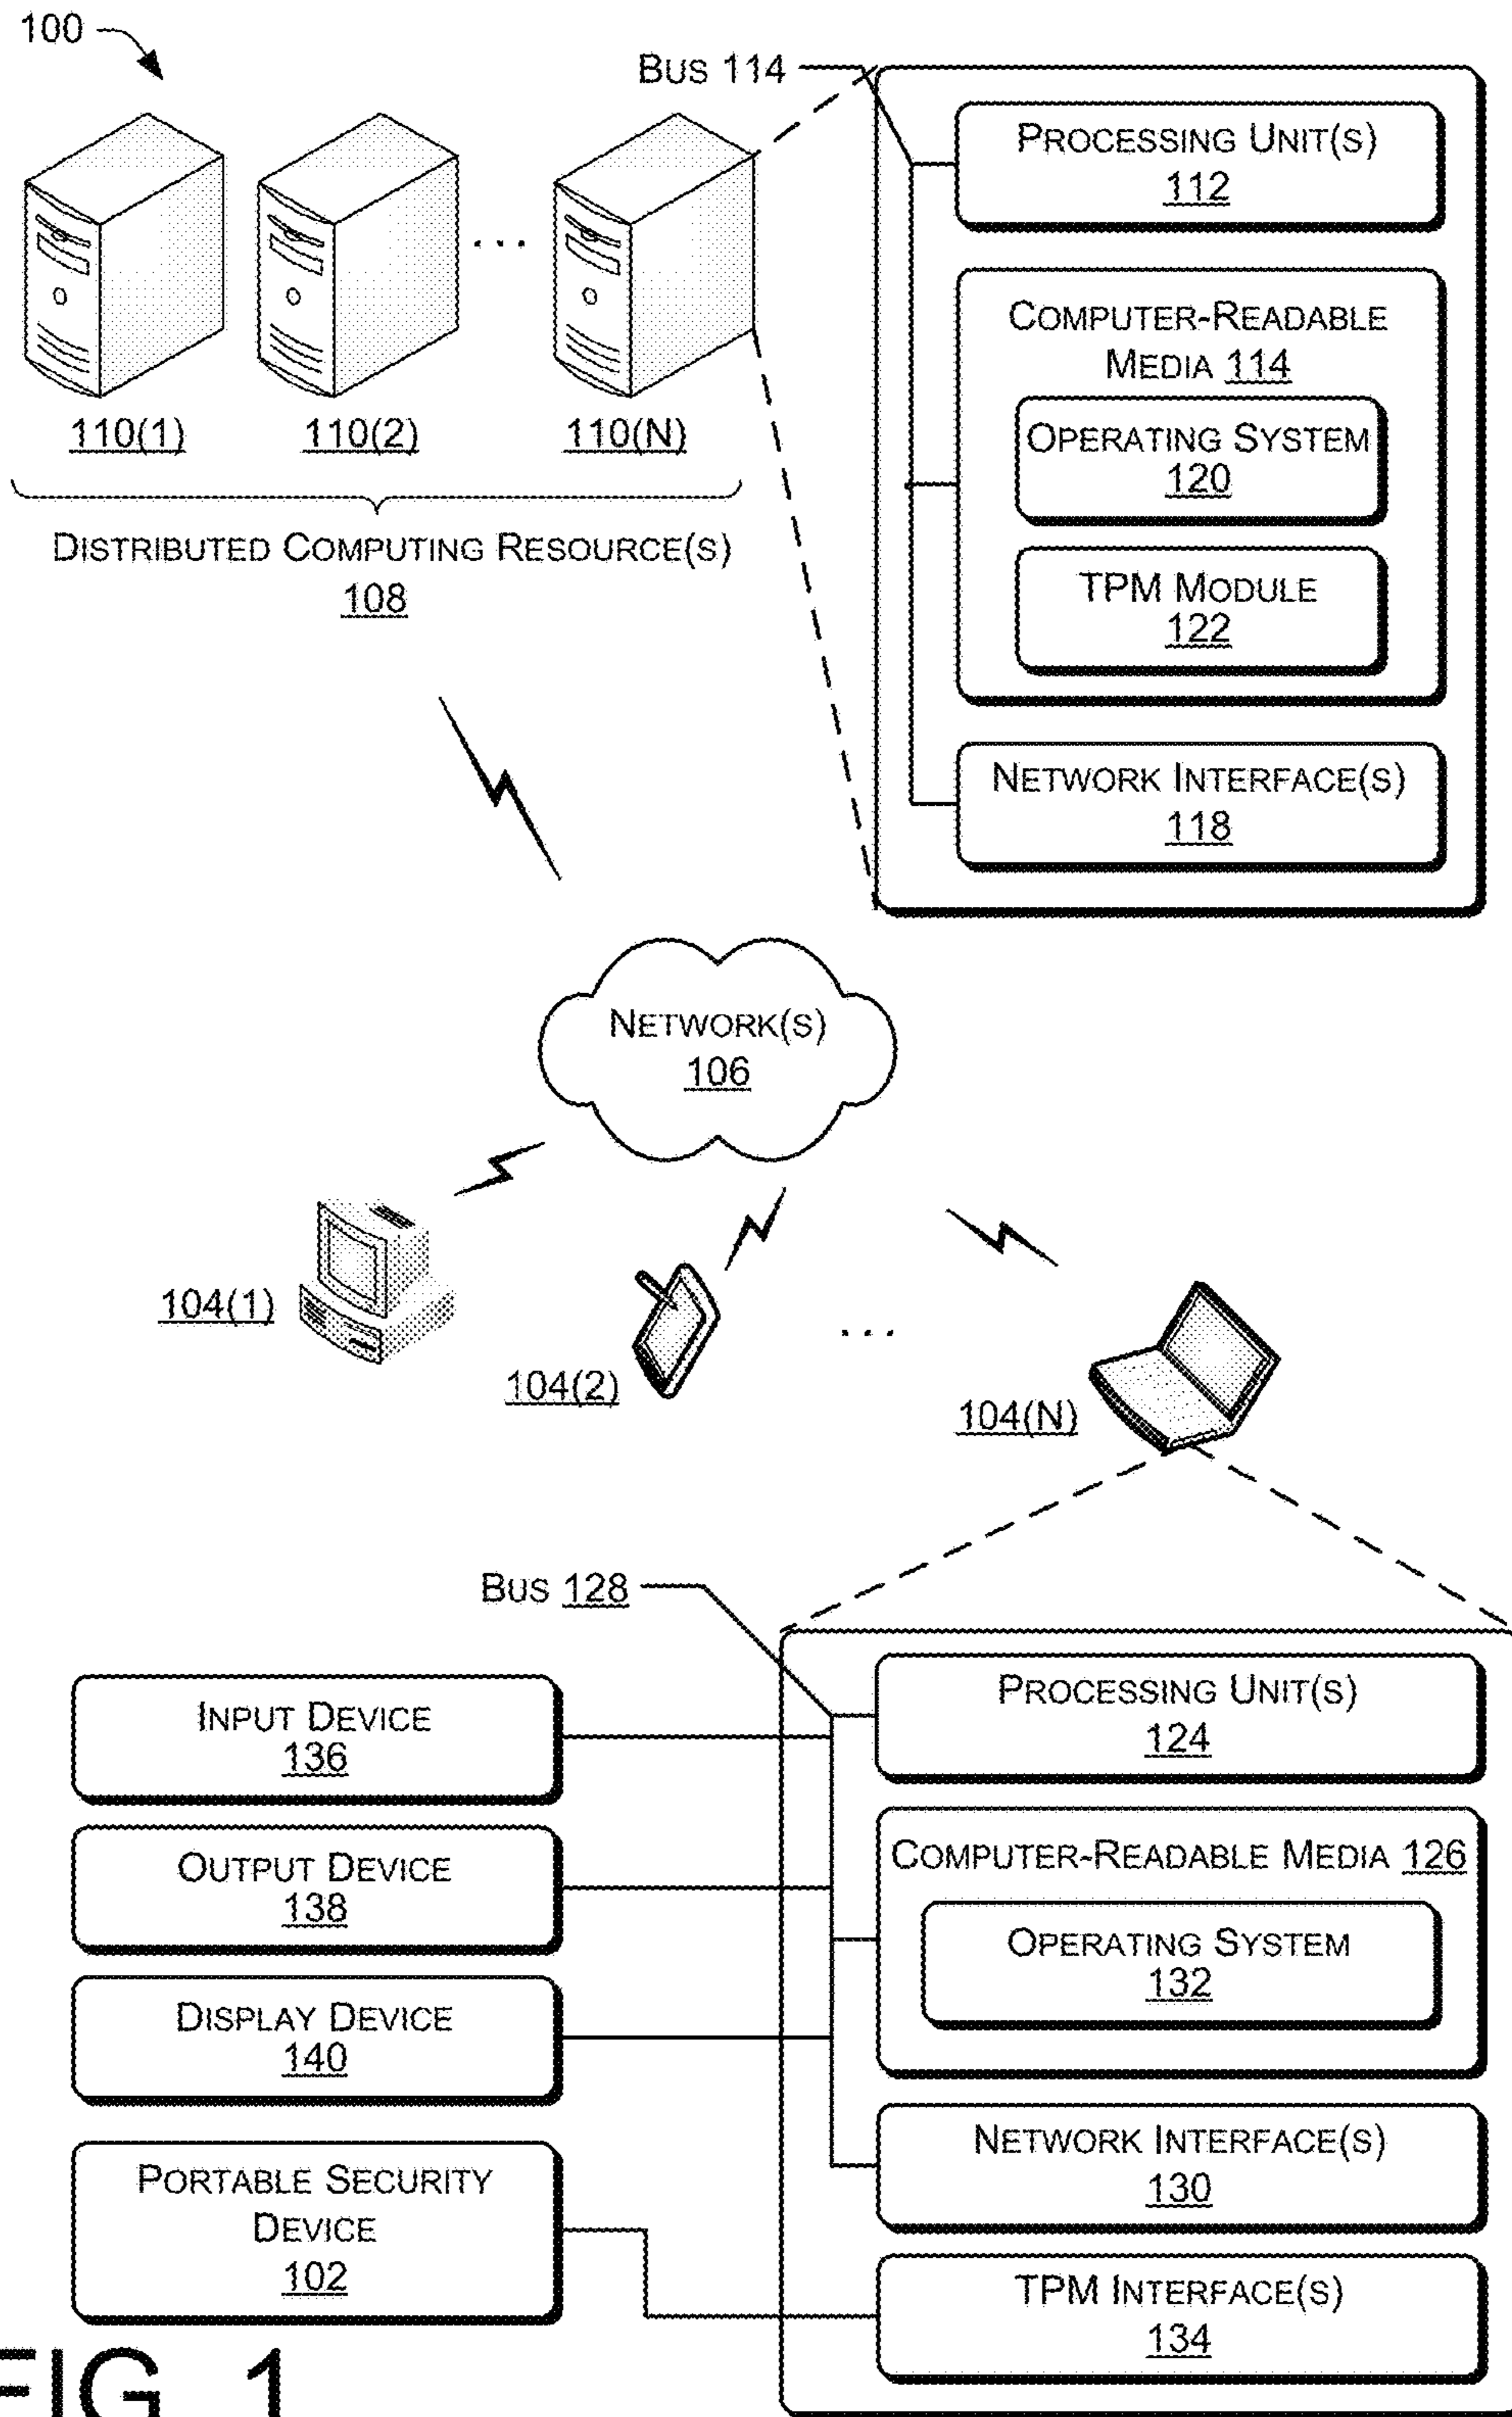 100
BUS 114
PROCESSING UNIT(S)
112
COMPUTER-READABLE
MEDIA 114
OPERATING SYSTEM
120
TPM MODULE
122
NETWORK INTERFACE(S)
118
110(1)
110(2)
...
110(N)
DISTRIBUTED COMPUTING RESOURCE(S)
108
NETWORK(S)
106
104(1)
104(2)
...
104(N)
BUS 128
INPUT DEVICE
136
OUTPUT DEVICE
138
DISPLAY DEVICE
140
PORTABLE SECURITY
DEVICE
102
PROCESSING UNIT(S)
124
COMPUTER-READABLE MEDIA 126
OPERATING SYSTEM
132
NETWORK INTERFACE(S)
130
TPM INTERFACE(S)
134
FIG. 1